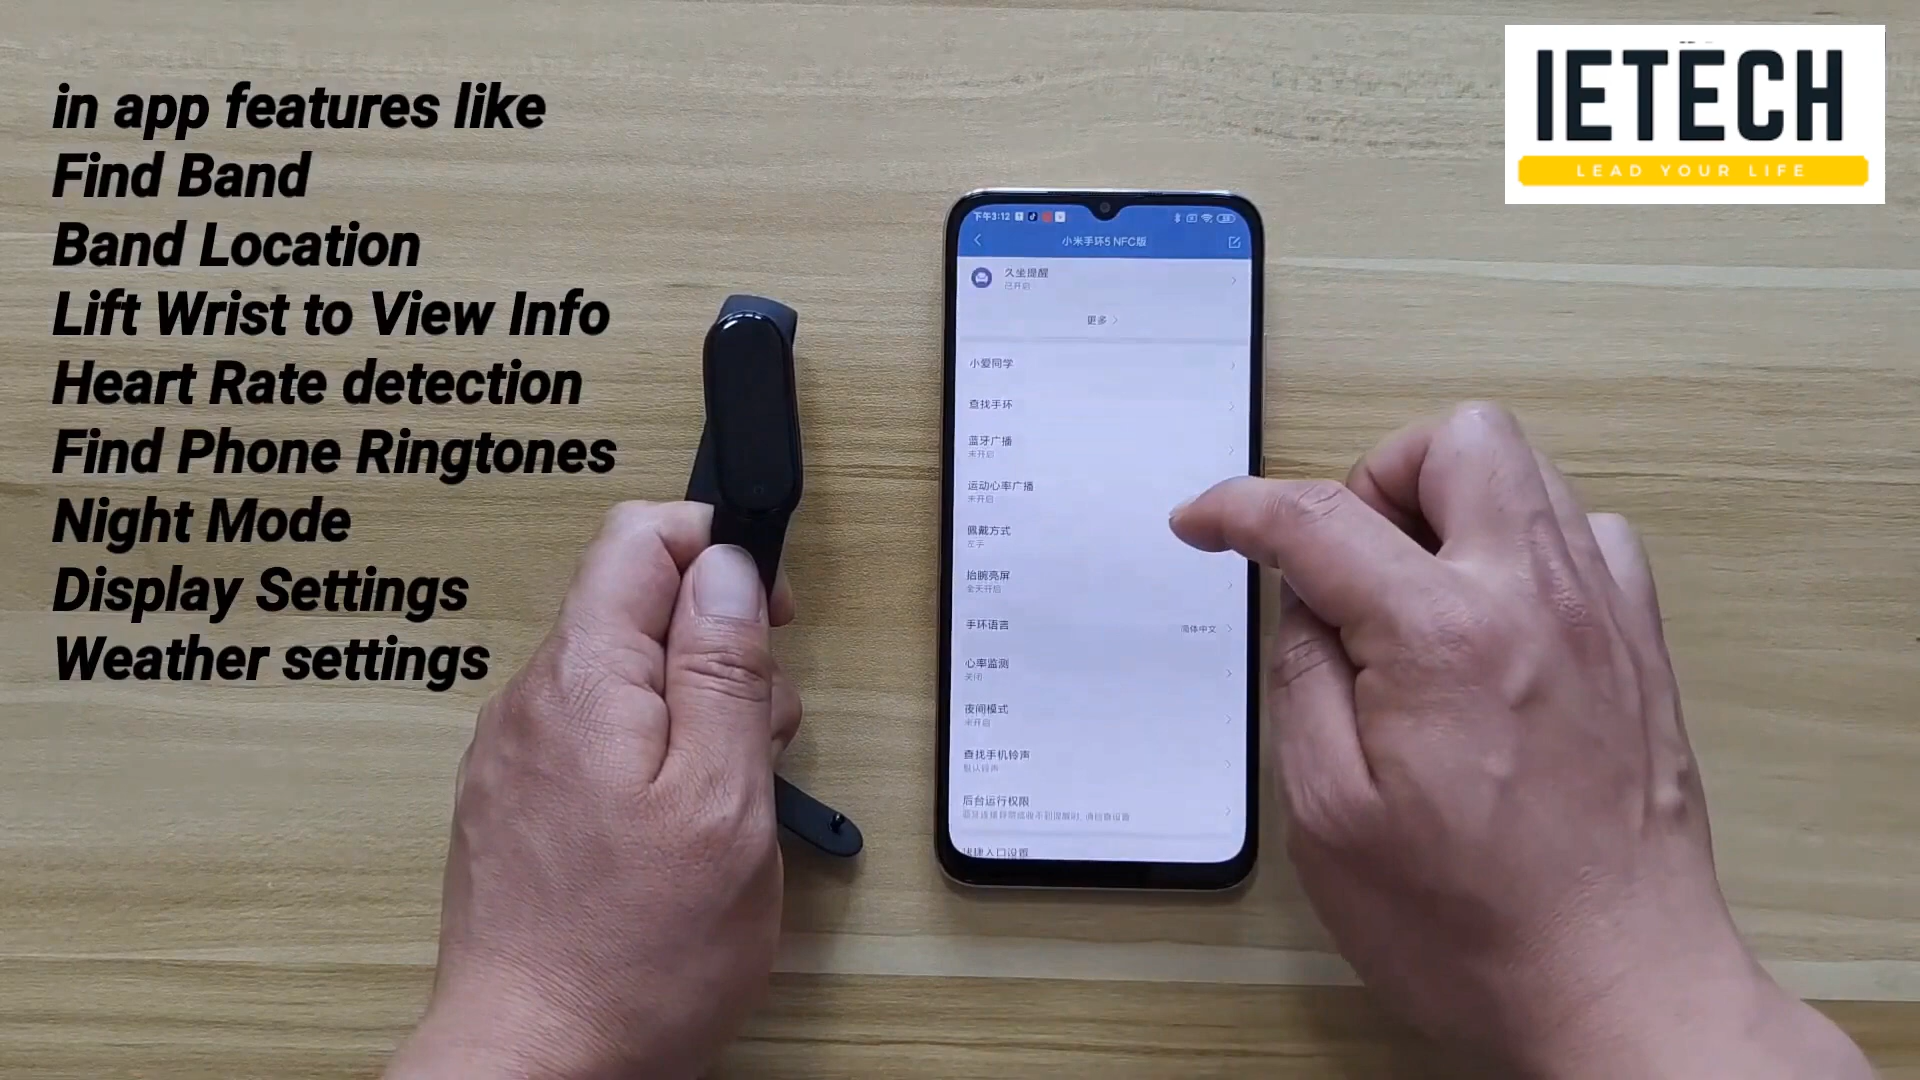 in app features like
Find Band
Band Location
Lift Wrist to View Info
Heart Rate detection
Find Phone Ringtones
Night Mode
Display Settings
Weather settings
IETECH
LEAD YOUR LIFE
下午3:12
小米手环5 NFC版
久坐提醒
已开启
更多
小爱同学
查找手环
蓝牙广播
未开启
运动心率广播
未开启
佩戴方式
左手
抬腕亮屏
全天开启
手环语言
简体中文
心率监测
关闭
夜间模式
未开启
查找手机铃声
默认铃声
后台运行权限
快捷入口设置